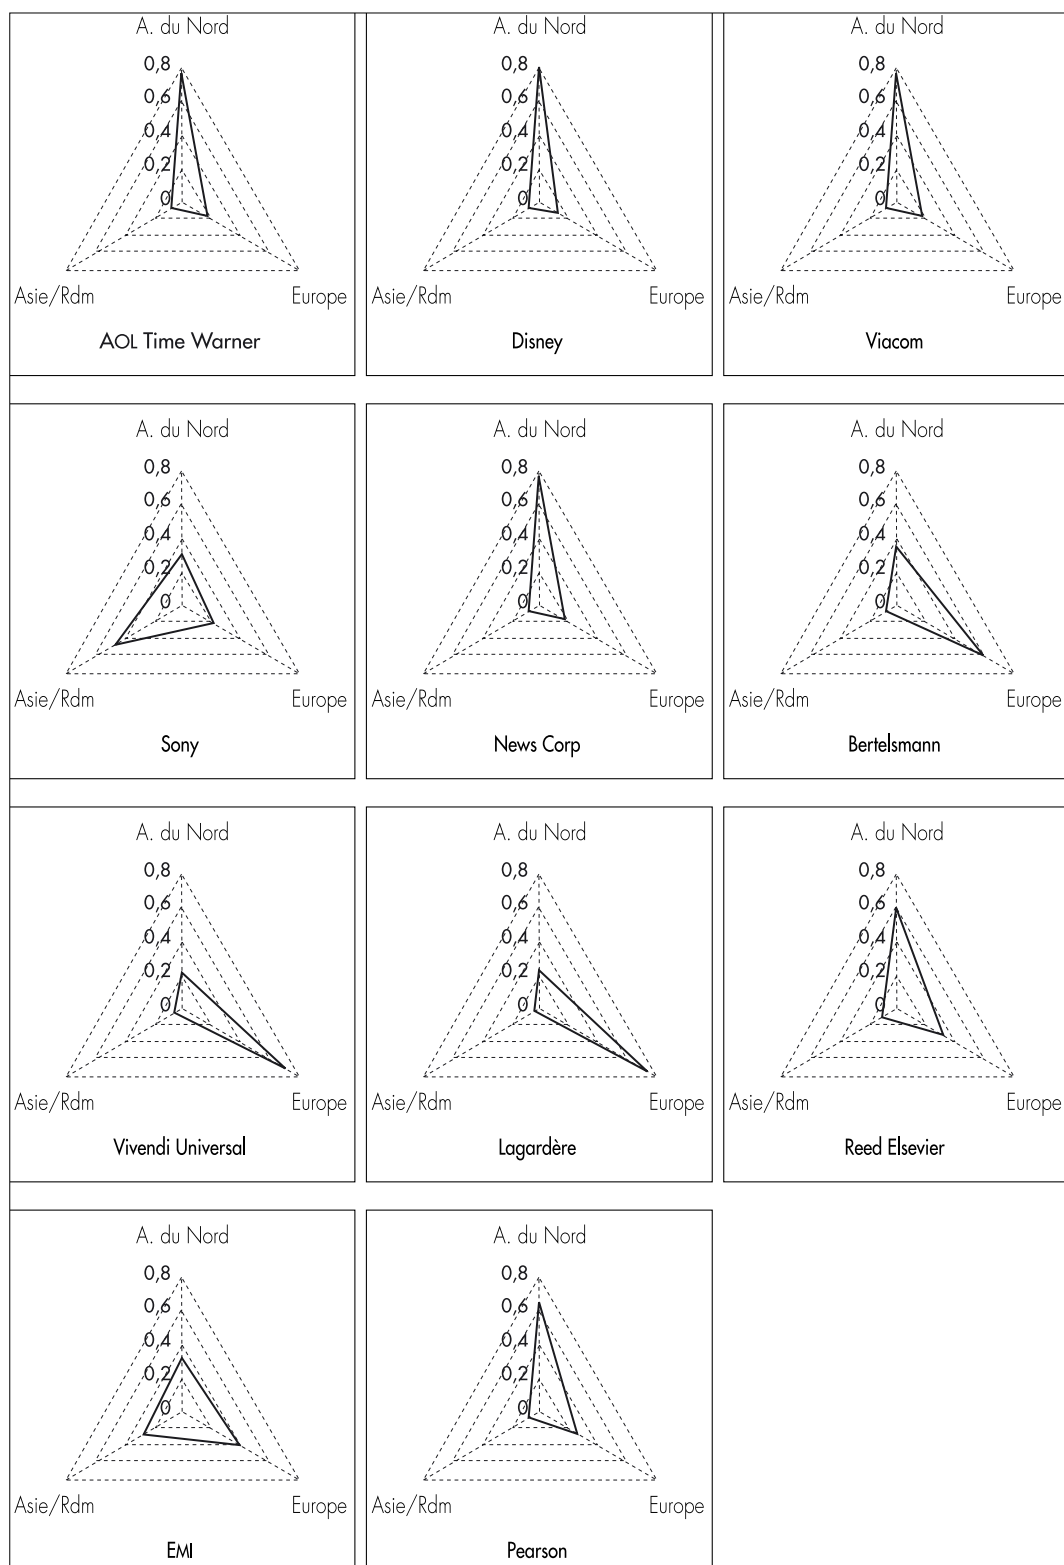 A. du Nord
0,8
0,6
0,4
0,2
0
Asie/Rdm Europe
AOL Time Warner
A. du Nord
0,8
0,6
0,4
0,2
0
Asie/Rdm Europe
Disney
A. du Nord
0,8
0,6
0,4
0,2
0
Asie/Rdm Europe
Viacom
A. du Nord
0,8
0,6
0,4
0,2
0
Asie/Rdm Europe
Sony
A. du Nord
0,8
0,6
0,4
0,2
0
Asie/Rdm Europe
News Corp
A. du Nord
0,8
0,6
0,4
0,2
0
Asie/Rdm Europe
Bertelsmann
A. du Nord
0,8
0,6
0,4
0,2
0
Asie/Rdm Europe
Vivendi Universal
A. du Nord
0,8
0,6
0,4
0,2
0
Asie/Rdm Europe
Lagardère
A. du Nord
0,8
0,6
0,4
0,2
0
Asie/Rdm Europe
Reed Elsevier
A. du Nord
0,8
0,6
0,4
0,2
0
Asie/Rdm Europe
EMI
A. du Nord
0,8
0,6
0,4
0,2
0
Asie/Rdm Europe
Pearson